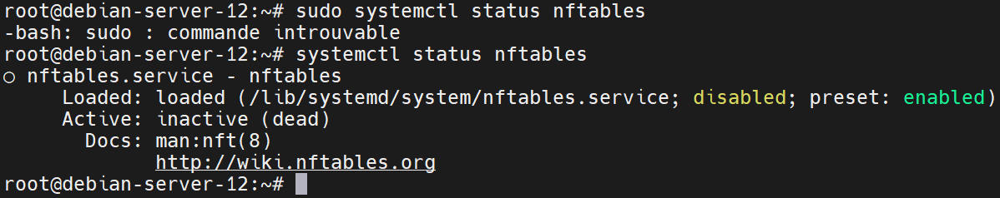 root@debian-server-12:~# sudo systemctl status nftables
-bash: sudo : commande introuvable
root@debian-server-12:~# systemctl status nftables
○ nftables.service - nftables
     Loaded: loaded (/lib/systemd/system/nftables.service; disabled; preset: enabled)
     Active: inactive (dead)
       Docs: man:nft(8)
             http://wiki.nftables.org
root@debian-server-12:~#